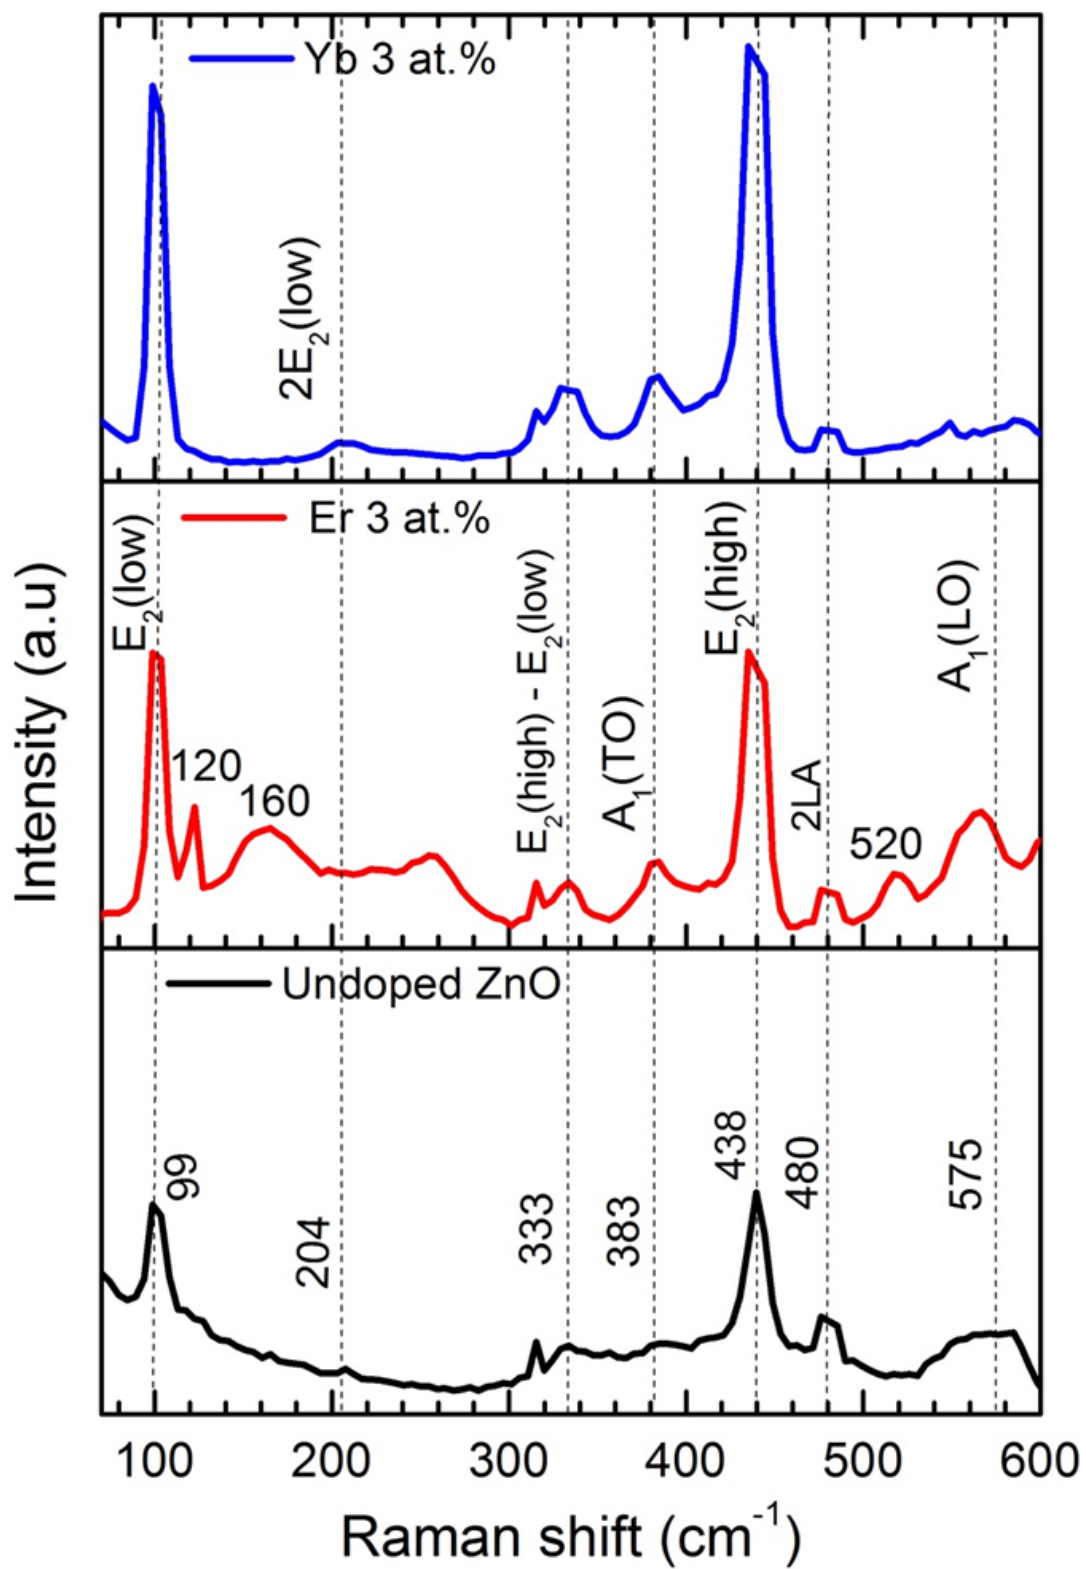 Yb 3 at.%
2E₂(low)
Er 3 at.%
E₂(low)
120
160
E₂(high) - E₂(low)
A₁(TO)
E₂(high)
2LA
520
A₁(LO)
Undoped ZnO
99
204
333
383
438
480
575
100 200 300 400 500 600
Raman shift (cm⁻¹)
Intensity (a.u)